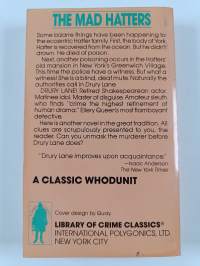 THE MAD HATTERS
Some bizarre things have been happening to
the eccentric Hatter family. First, the body of York
Hatter is recovered from the ocean. But he didn't
drown. He died of poison.
Next, another poisoning occurs in the Hatters'
old mansion in New York's Greenwich Village.
This time the police have a witness. But what a
witness! She is blind, deaf, mute. Naturally the
authorities call in Drury Lane.
DRURY LANE! Retired Shakespearean actor.
Matinee idol. Master of disguise. Amateur sleuth
who finds "crime the highest refinement of
human drama." Ellery Queen's most flamboyant
detective.
Here is another novel in the great tradition. All
clues are scrupulously presented to you, the
reader. Can you unmask the murderer before
Drury Lane does?
"Drury Lane improves upon acquaintance."
—Isaac Anderson
The New York Times
A CLASSIC WHODUNIT
Cover design by
LIBRARY OF CRIME CLASSICS®
INTERNATIONAL POLYGONICS, LTD.
NEW YORK CITY